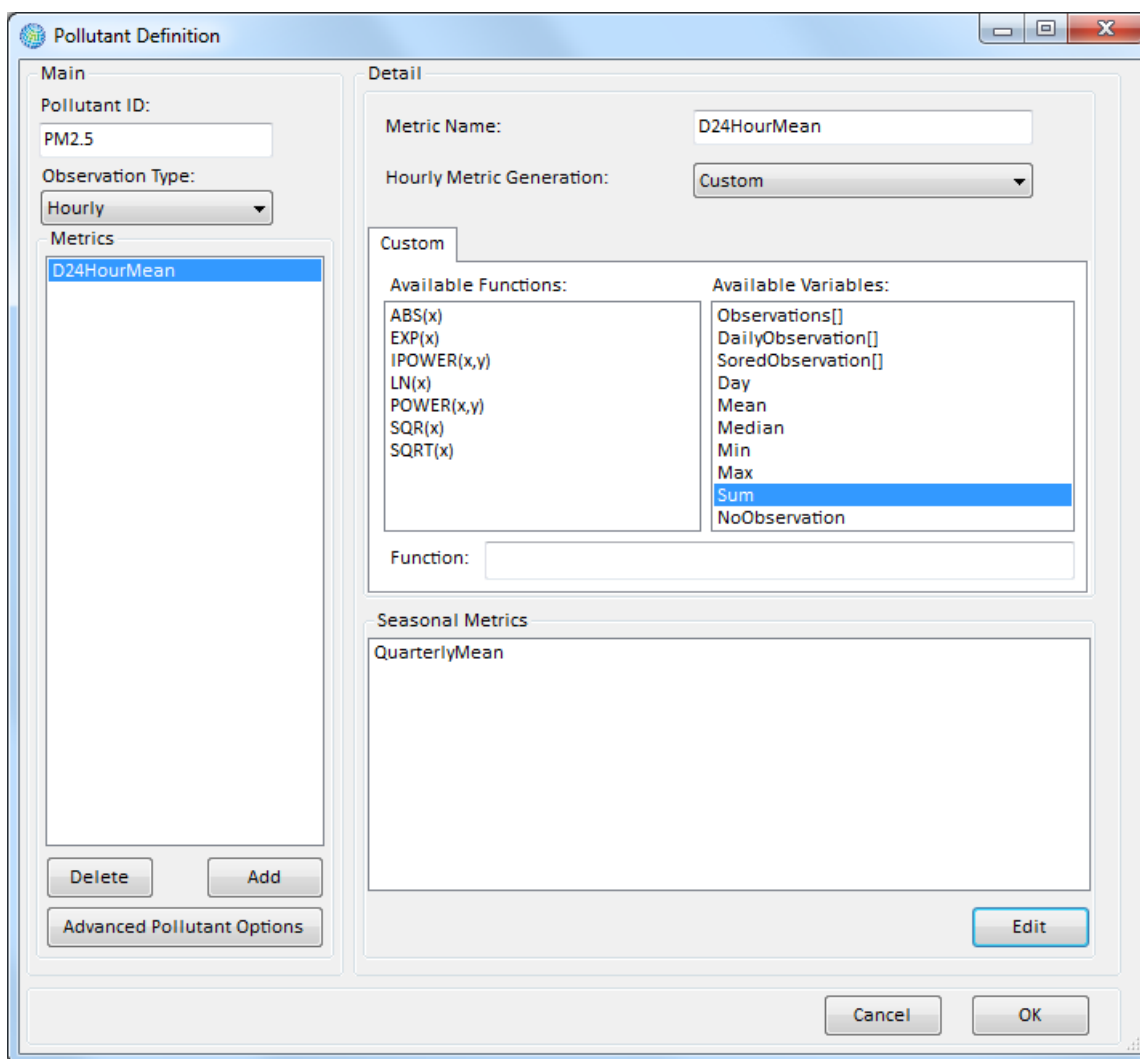 Pollutant Definition
Main
Pollutant ID:
PM2.5
Observation Type:
Hourly
Metrics
D24HourMean
Delete
Add
Advanced Pollutant Options
Detail
Metric Name:
D24HourMean
Hourly Metric Generation:
Custom
Custom
Available Functions:
ABS(x)
EXP(x)
IPOWER(x,y)
LN(x)
POWER(x,y)
SQR(x)
SQRT(x)
Available Variables:
Observations[]
DailyObservation[]
SoredObservation[]
Day
Mean
Median
Min
Max
Sum
NoObservation
Function:
Seasonal Metrics
QuarterlyMean
Edit
Cancel
OK